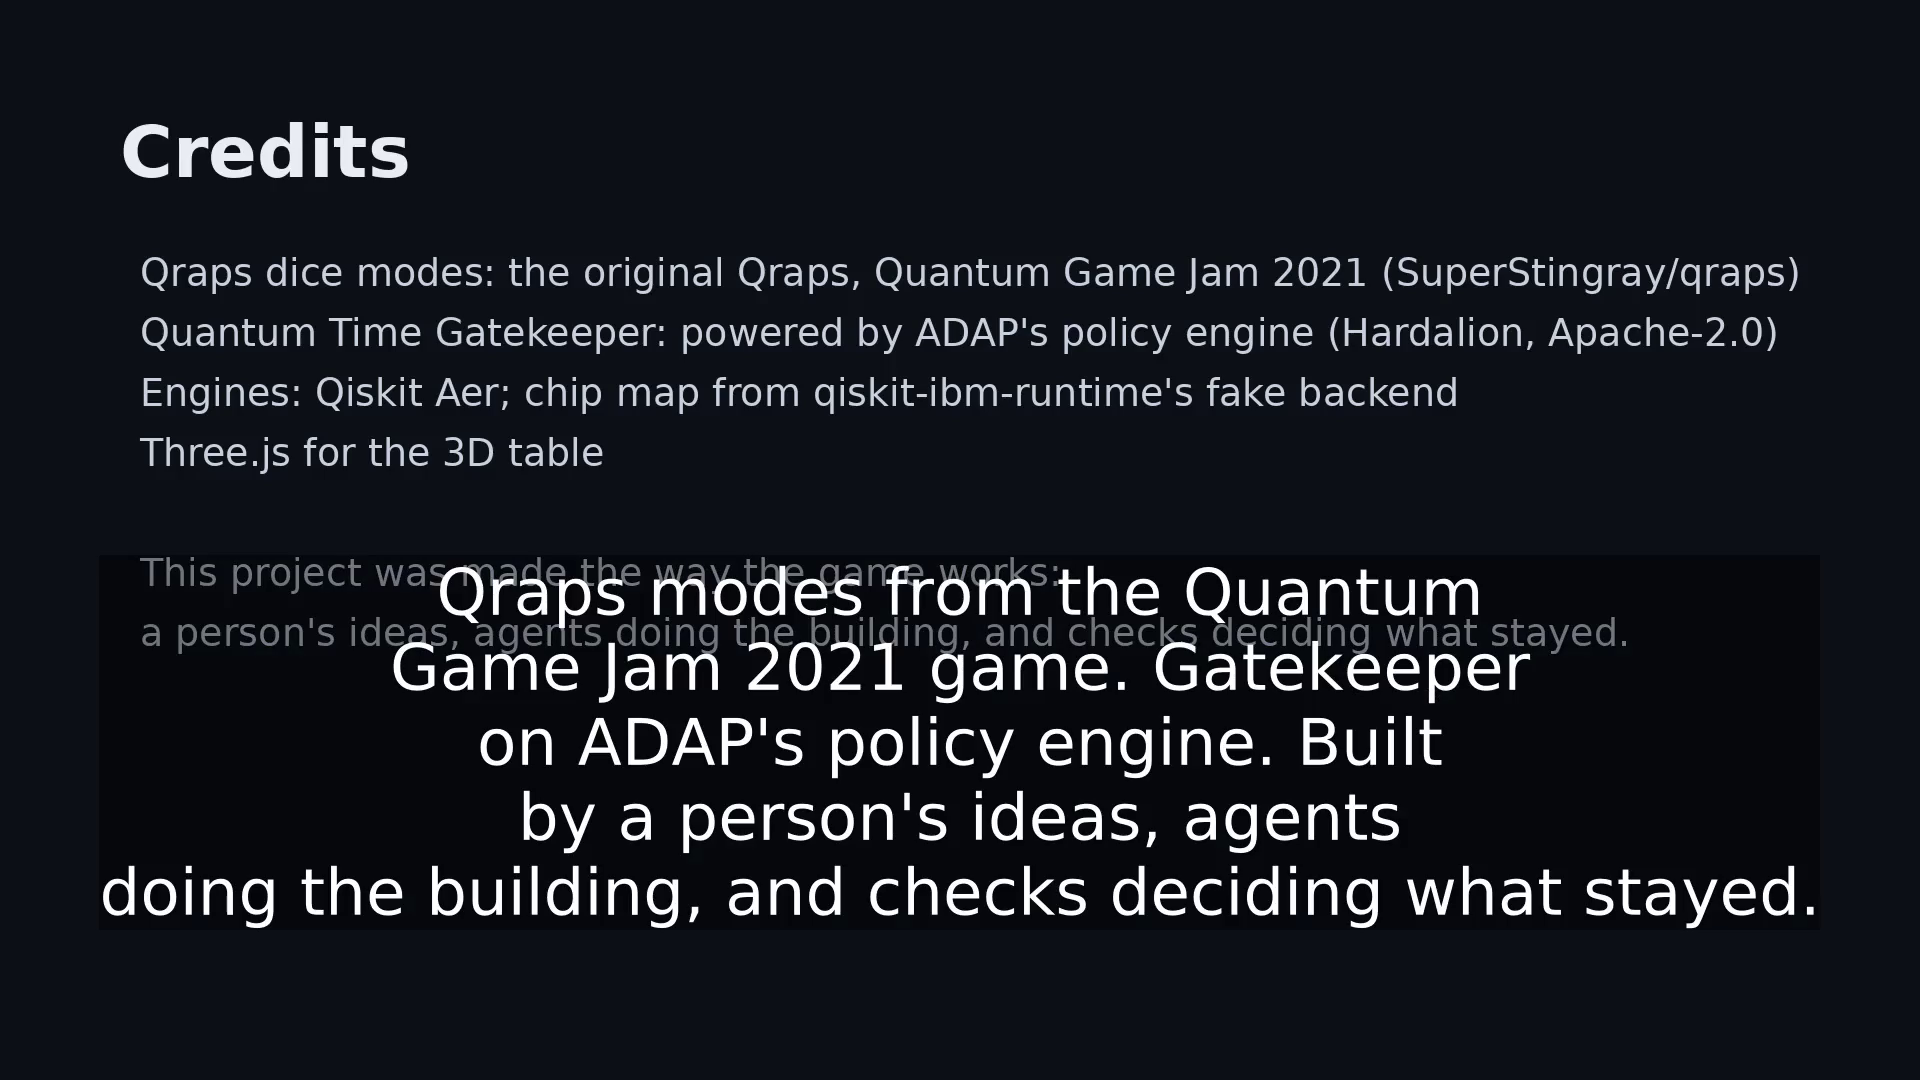 Credits
Qraps dice modes: the original Qraps, Quantum Game Jam 2021 (SuperStingray/qraps)
Quantum Time Gatekeeper: powered by ADAP's policy engine (Hardalion, Apache-2.0)
Engines: Qiskit Aer; chip map from qiskit-ibm-runtime's fake backend
Three.js for the 3D table
This project was made the way the game works:
a person's ideas, agents doing the building, and checks deciding what stayed.
Qraps modes from the Quantum
Game Jam 2021 game. Gatekeeper
on ADAP's policy engine. Built
by a person's ideas, agents
doing the building, and checks deciding what stayed.